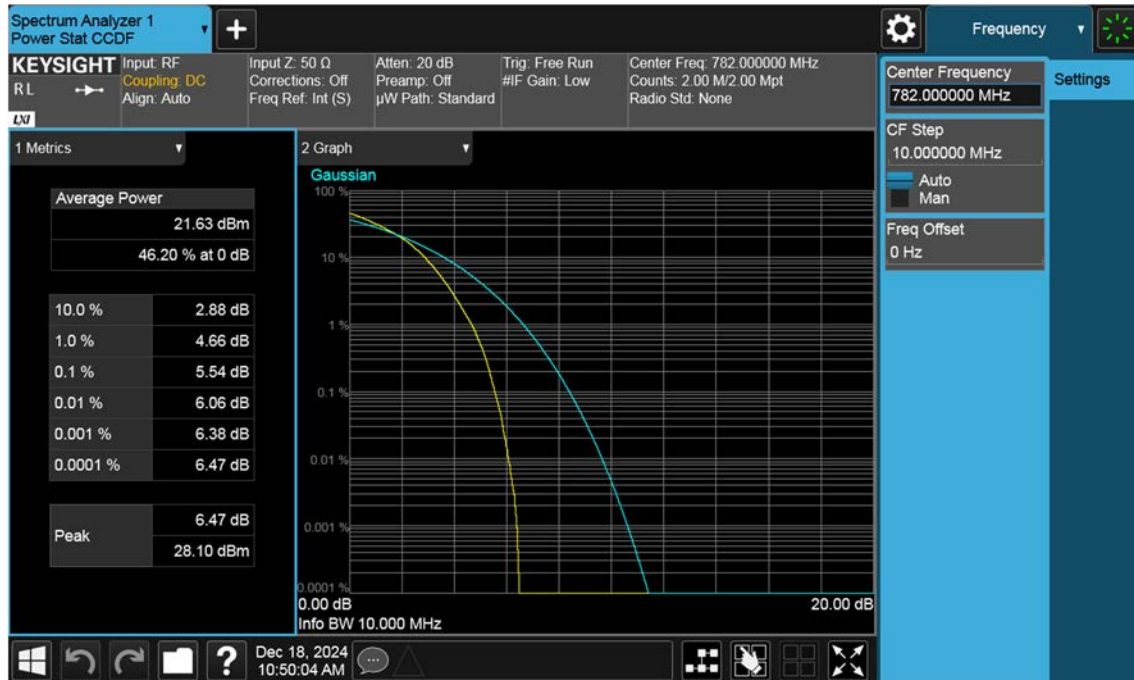 Spectrum Analyzer 1
Power Stat CCDF
Frequency
KEYSIGHT
R L
LXI
Input: RF
Coupling: DC
Align: Auto
Input Z: 50 Ω
Corrections: Off
Freq Ref: Int (S)
Atten: 20 dB
Preamp: Off
µW Path: Standard
Trig: Free Run
#IF Gain: Low
Center Freq: 782.000000 MHz
Counts: 2.00 M/2.00 Mpt
Radio Std: None
Center Frequency
782.000000 MHz
Settings
CF Step
10.000000 MHz
Auto
Man
Freq Offset
0 Hz
1 Metrics
Average Power
21.63 dBm
46.20 % at 0 dB
10.0 % 2.88 dB
1.0 % 4.66 dB
0.1 % 5.54 dB
0.01 % 6.06 dB
0.001 % 6.38 dB
0.0001 % 6.47 dB
Peak
6.47 dB
28.10 dBm
2 Graph
Gaussian
100 %
10 %
1 %
0.1 %
0.01 %
0.001 %
0.0001 %
0.00 dB 20.00 dB
Info BW 10.000 MHz
?
Dec 18, 2024
10:50:04 AM